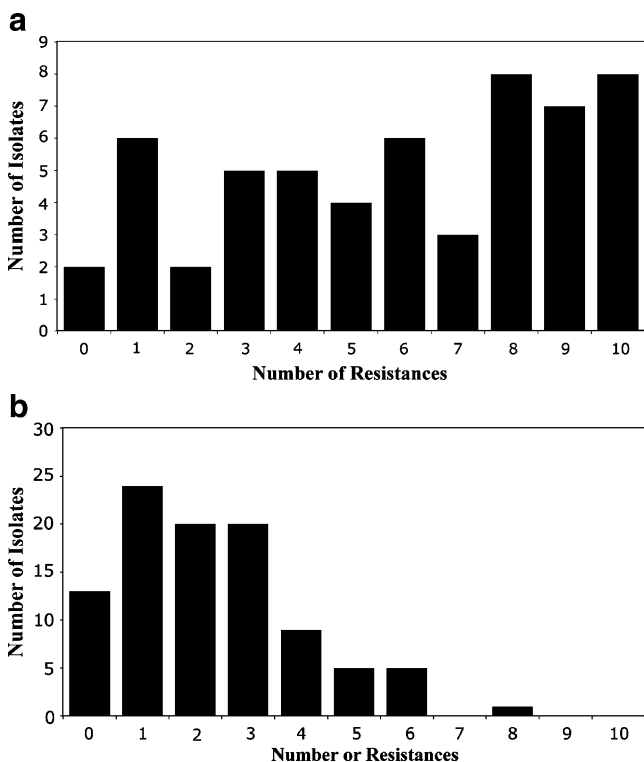 a
9
8
7
6
5
4
3
2
1
0
Number of Isolates
0 1 2 3 4 5 6 7 8 9 10
Number of Resistances
b
30
25
20
15
10
5
0
Number of Isolates
0 1 2 3 4 5 6 7 8 9 10
Number or Resistances